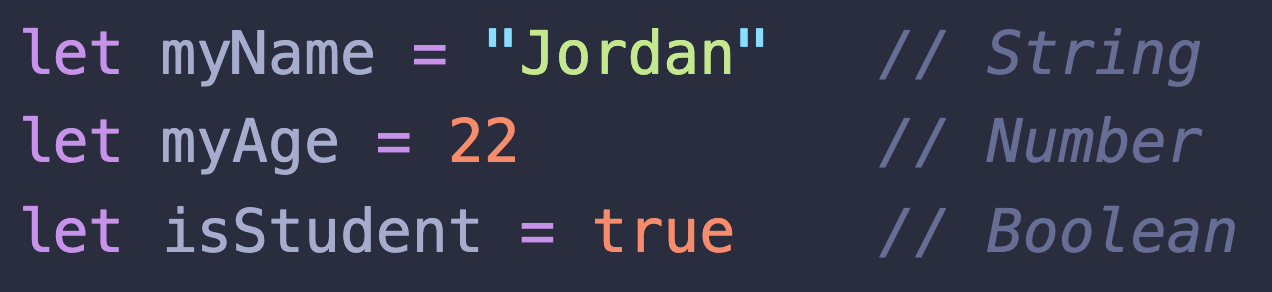 let myName = "Jordan"   // String
let myAge = 22          // Number
let isStudent = true    // Boolean